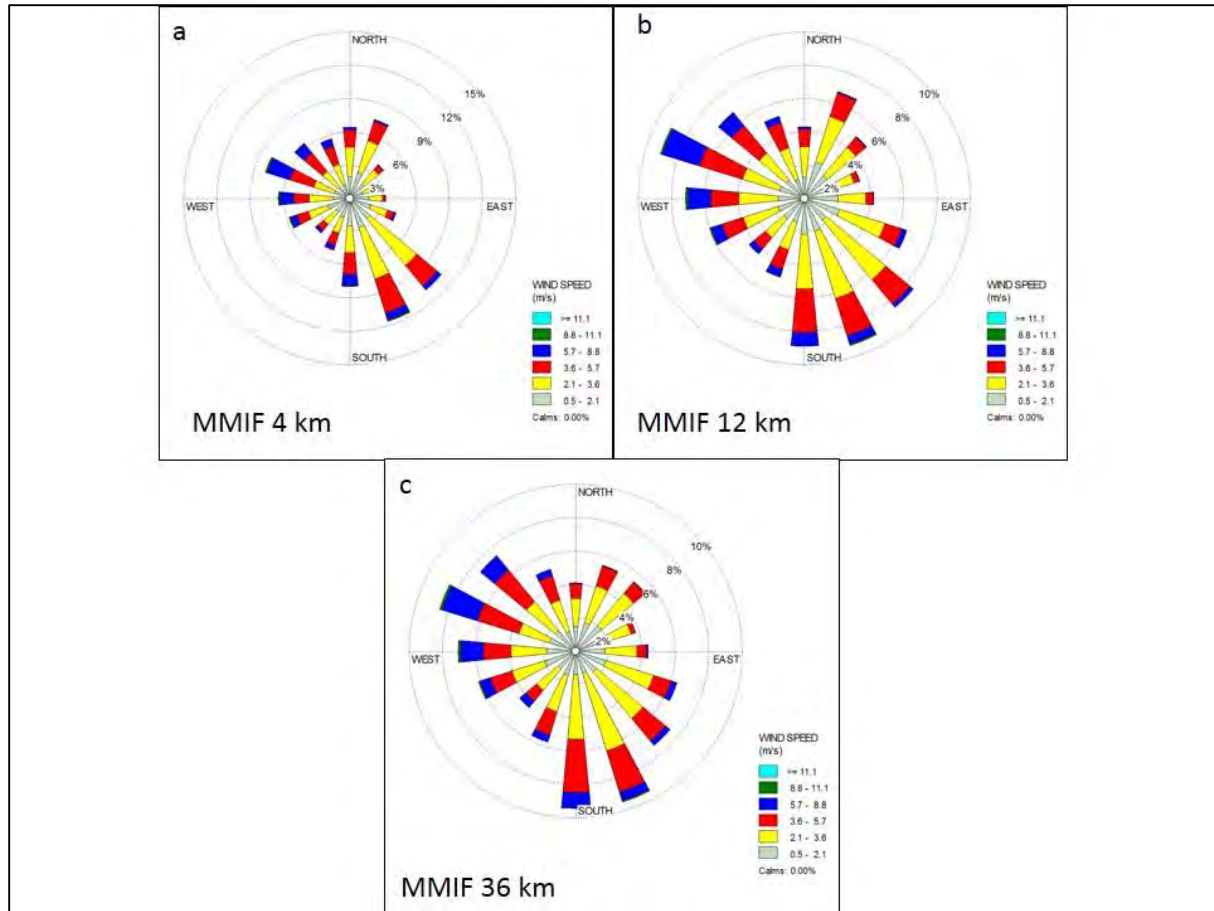 a
NORTH
15%
12%
9%
6%
3%
WEST
EAST
SOUTH
WIND SPEED
(m/s)
>= 11.1
8.8 - 11.1
5.7 - 8.8
3.6 - 5.7
2.1 - 3.6
0.5 - 2.1
Calms: 0.00%
MMIF 4 km
b
NORTH
10%
8%
6%
4%
2%
WEST
EAST
SOUTH
WIND SPEED
(m/s)
>= 11.1
8.8 - 11.1
5.7 - 8.8
3.6 - 5.7
2.1 - 3.6
0.5 - 2.1
Calms: 0.00%
MMIF 12 km
c
NORTH
10%
8%
6%
4%
2%
WEST
EAST
SOUTH
WIND SPEED
(m/s)
>= 11.1
8.8 - 11.1
5.7 - 8.8
3.6 - 5.7
2.1 - 3.6
0.5 - 2.1
Calms: 0.00%
MMIF 36 km